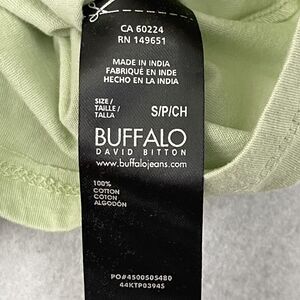 CA 60224
RN 149651
MADE IN INDIA
FABRIQUÉ EN INDE
HECHO EN LA INDIA
SIZE /
TAILLE / S/P/CH
TALLA
BUFFALO
DAVID BITTON
www.buffalojeans.com
100%
COTTON
COTON
ALGODÓN
PO#4500505480
44KTP0394S